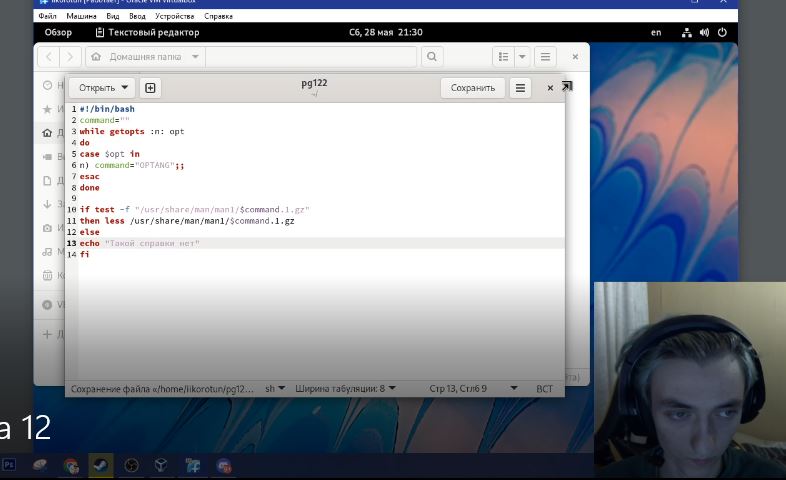 iikorotun [Работает] - Oracle VM VirtualBox
Файл Машина Вид Ввод Устройства Справка
Обзор Текстовый редактор Сб, 28 мая 21:30 en
Домашняя папка
Открыть pg122 Сохранить
~/
1 #!/bin/bash
2 command=""
3 while getopts :n: opt
4 do
5 case $opt in
6 n) command="OPTANG";;
7 esac
8 done
9
10 if test -f "/usr/share/man/man1/$command.1.gz"
11 then less /usr/share/man/man1/$command.1.gz
12 else
13 echo "Такой справки нет"
14 fi
Сохранение файла «/home/iikorotun/pg12... sh Ширина табуляции: 8 Стр 13, Стлб 9 ВСТ
а 12
Ps